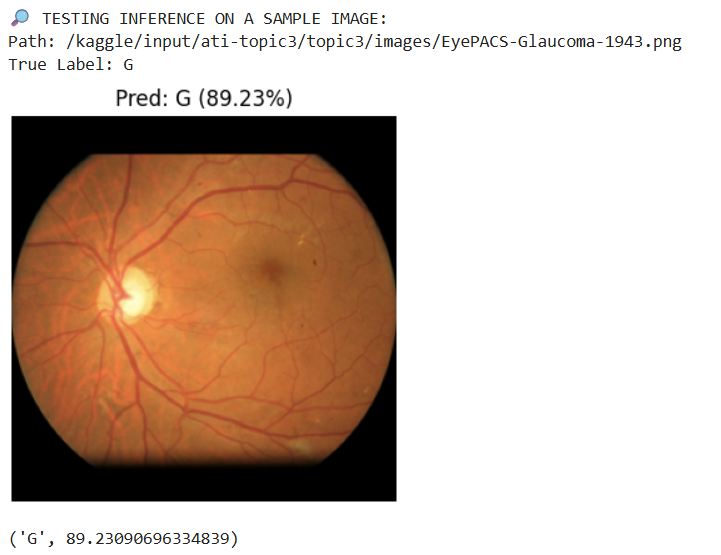 🔎 TESTING INFERENCE ON A SAMPLE IMAGE:
Path: /kaggle/input/ati-topic3/topic3/images/EyePACS-Glaucoma-1943.png
True Label: G
Pred: G (89.23%)
('G', 89.23090696334839)